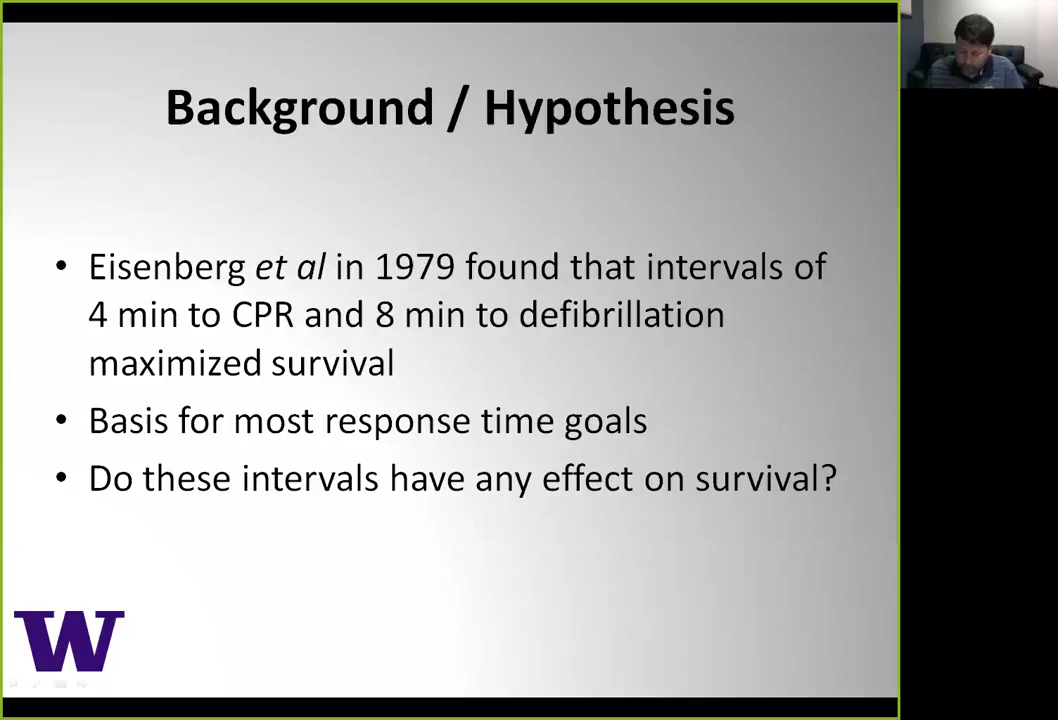 Background / Hypothesis
• Eisenberg et al in 1979 found that intervals of
4 min to CPR and 8 min to defibrillation
maximized survival
• Basis for most response time goals
• Do these intervals have any effect on survival?
W